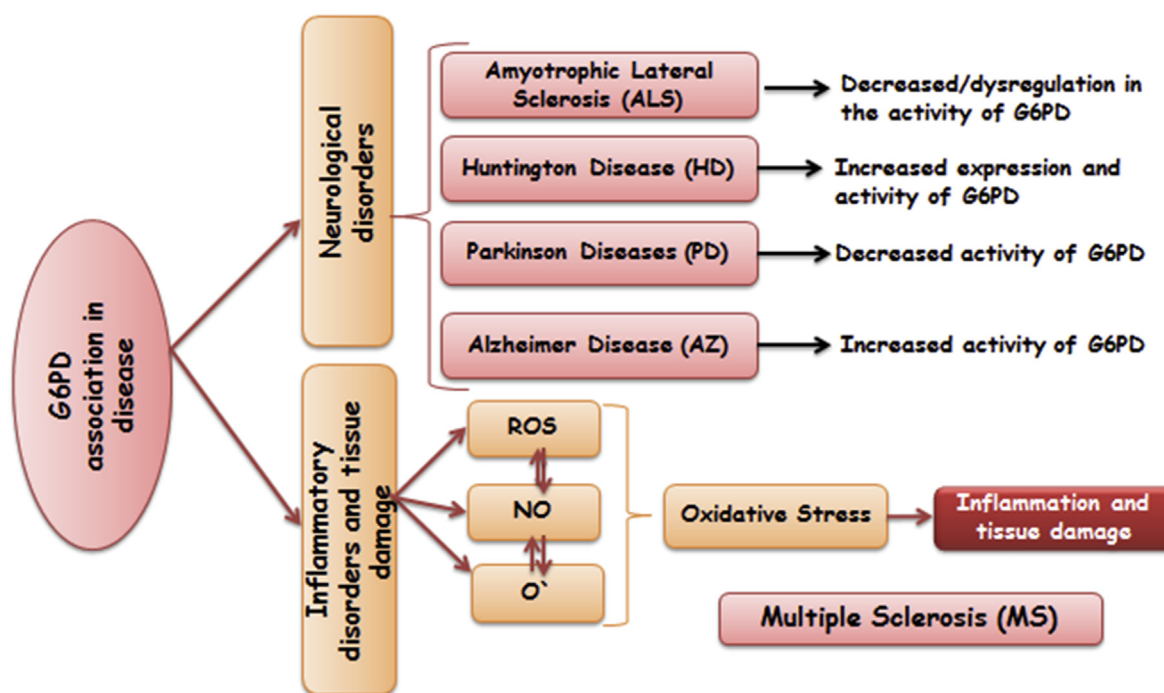 G6PD
association in
disease
Neurological
disorders
Amyotrophic Lateral
Sclerosis (ALS)
Decreased/dysregulation in
the activity of G6PD
Huntington Disease (HD)
Increased expression and
activity of G6PD
Parkinson Diseases (PD)
Decreased activity of G6PD
Alzheimer Disease (AZ)
Increased activity of G6PD
Inflammatory
disorders and tissue
damage
ROS
NO
O`
Oxidative Stress
Inflammation and
tissue damage
Multiple Sclerosis (MS)